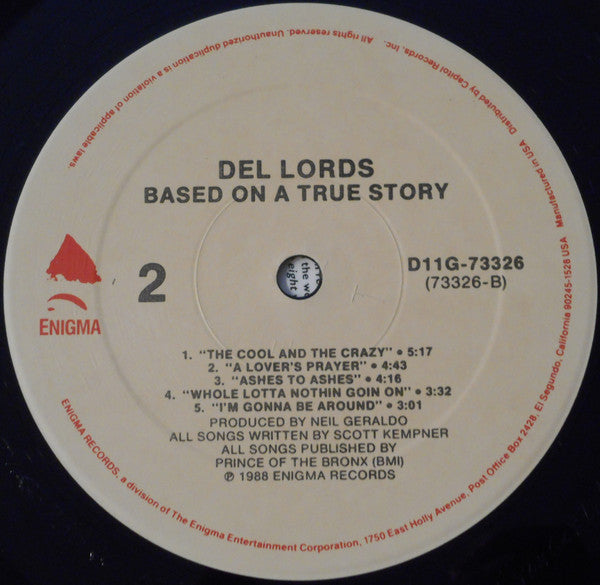 DEL LORDS
BASED ON A TRUE STORY
2
D11G-73326
(73326-B)
ENIGMA
1. "THE COOL AND THE CRAZY" • 5:17
2. "A LOVER'S PRAYER" • 4:43
3. "ASHES TO ASHES" • 4:16
4. "WHOLE LOTTA NOTHIN GOIN ON" • 3:32
5. "I'M GONNA BE AROUND" • 3:01
PRODUCED BY NEIL GERALDO
ALL SONGS WRITTEN BY SCOTT KEMPNER
ALL SONGS PUBLISHED BY
PRINCE OF THE BRONX (BMI)
℗ 1988 ENIGMA RECORDS
ENIGMA RECORDS, a division of The Enigma Entertainment Corporation, 1750 East Holly Avenue, Post Office Box 2428, El Segundo, California 90245-1528 USA Manufactured in USA Distributed by Capitol Records, Inc. All rights reserved. Unauthorized duplication is a violation of applicable laws.
the w
eight